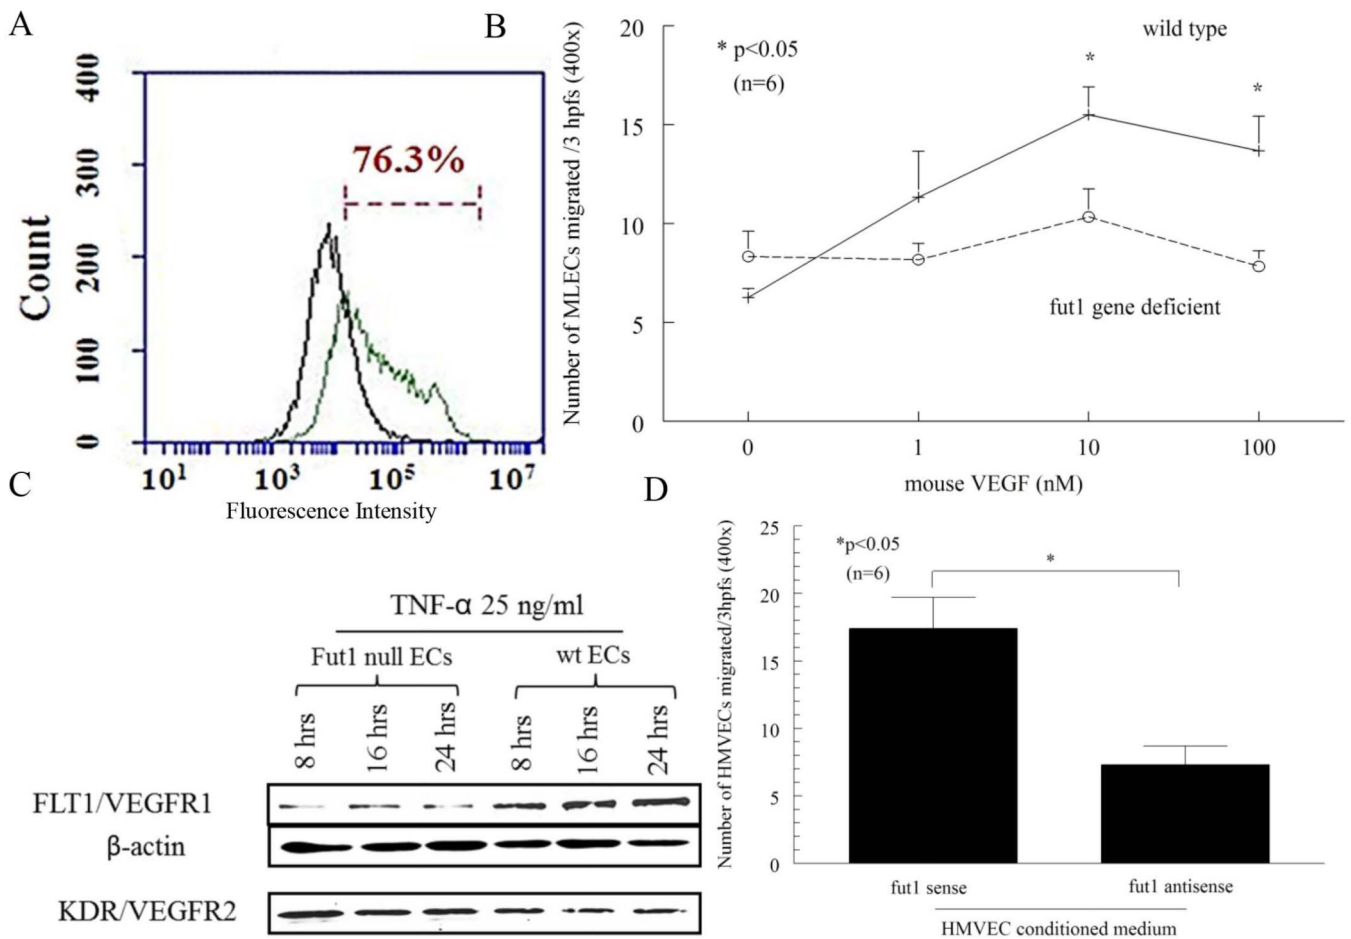 A
400
300
200
100
0
Count
76.3%
10¹
10³
10⁵
10⁷
Fluorescence Intensity
B
20
15
10
5
0
Number of MLECs migrated /3 hpfs (400x)
* p<0.05
(n=6)
wild type
*
*
fut1 gene deficient
0
1
10
100
mouse VEGF (nM)
C
TNF-α 25 ng/ml
Fut1 null ECs
wt ECs
8 hrs
16 hrs
24 hrs
8 hrs
16 hrs
24 hrs
FLT1/VEGFR1
β-actin
KDR/VEGFR2
D
25
20
15
10
5
0
Number of HMVECs migrated/3hpfs (400x)
*p<0.05
(n=6)
*
fut1 sense
fut1 antisense
HMVEC conditioned medium